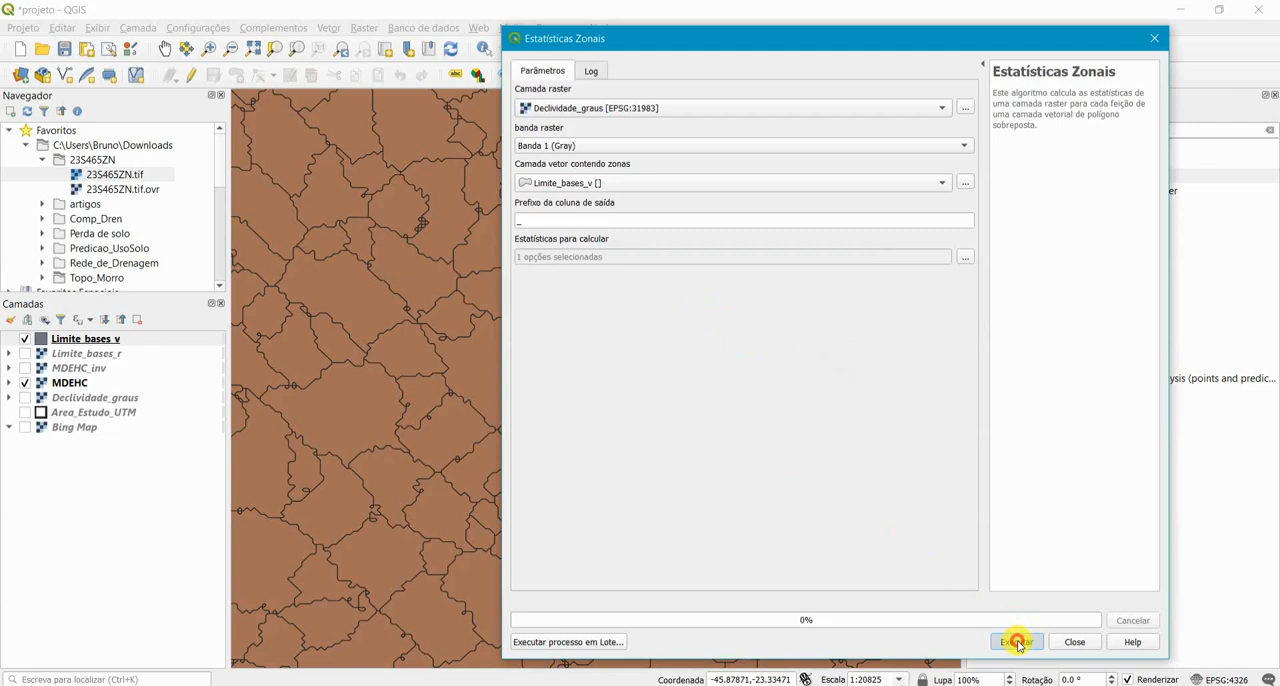 *projeto - QGIS
Projeto Editar Exibir Camada Configurações Complementos Vetor Raster Banco de dados Web
Navegador
Favoritos
C:\Users\Bruno\Downloads
23S465ZN
23S465ZN.tif
23S465ZN.tif.ovr
artigos
Comp_Dren
Perda de solo
Predicao_UsoSolo
Rede_de_Drenagem
Topo_Morro
Camadas
Limite_bases_v
Limite_bases_r
MDEHC_inv
MDEHC
Declividade_graus
Area_Estudo_UTM
Bing Map
Estatísticas Zonais
Parâmetros Log
Camada raster
Declividade_graus [EPSG:31983]
...
banda raster
Banda 1 (Gray)
Camada vetor contendo zonas
Limite_bases_v []
...
Prefixo da coluna de saída
_
Estatísticas para calcular
1 opções selecionadas
...
0%
Cancelar
Executar processo em Lote...
Close
Help
Estatísticas Zonais
Este algoritmo calcula as estatísticas de
uma camada raster para cada feição de
uma camada vetorial de polígono
sobreposta.
er
ysis (points and predic...
Escreva para localizar (Ctrl+K)
Coordenada -45.87871,-23.33471 Escala 1:20825 Lupa 100% Rotação 0.0 ° Renderizar EPSG:4326